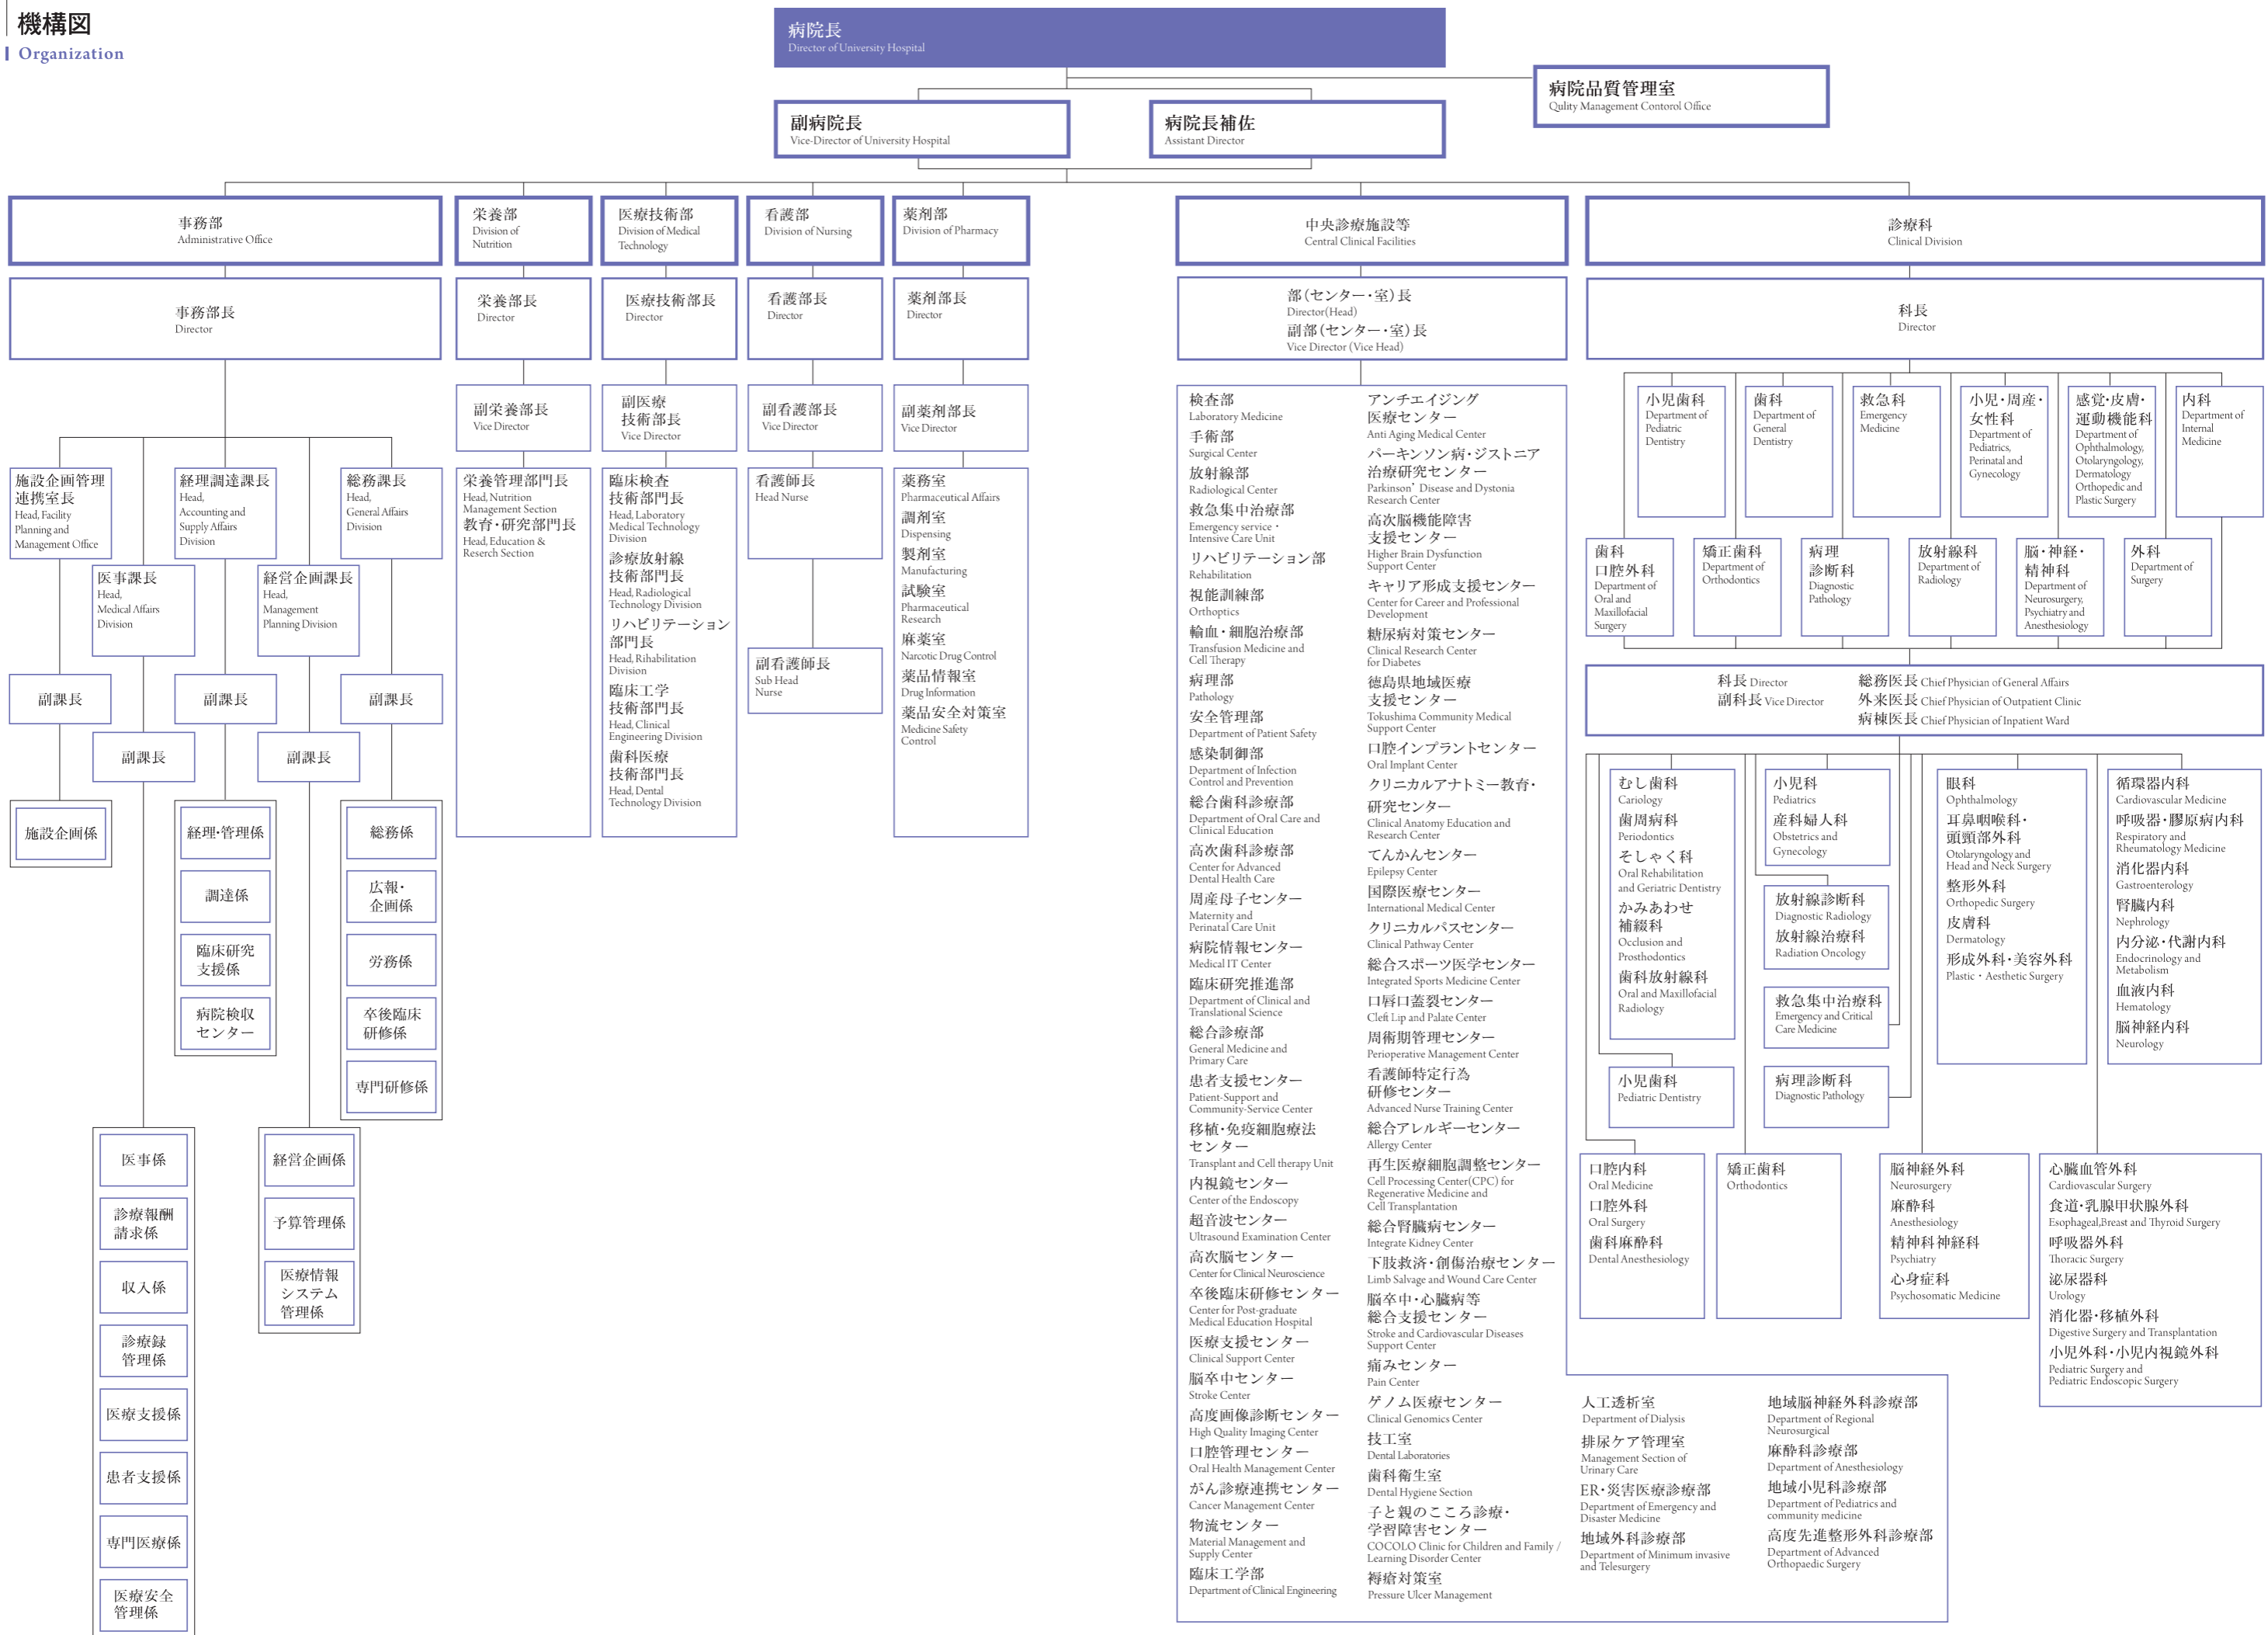 機構図
Organization
病院長
Director of University Hospital
病院品質管理室
Qulity Management Contorol Office
副病院長
Vice-Director of University Hospital
病院長補佐
Assistant Director
事務部
Administrative Office
栄養部
Division of
Nutrition
医療技術部
Division of Medical
Technology
看護部
Division of Nursing
薬剤部
Division of Pharmacy
中央診療施設等
Central Clinical Facilities
診療科
Clinical Division
事務部長
Director
栄養部長
Director
医療技術部長
Director
看護部長
Director
薬剤部長
Director
部（センター・室）長
Director(Head)
副部（センター・室）長
Vice Director (Vice Head)
科長
Director
副栄養部長
Vice Director
副医療
技術部長
Vice Director
副看護部長
Vice Director
副薬剤部長
Vice Director
施設企画管理
連携室長
Head, Facility
Planning and
Management Office
経理調達課長
Head,
Accounting and
Supply Affairs
Division
総務課長
Head,
General Affairs
Division
医事課長
Head,
Medical Affairs
Division
経営企画課長
Head,
Management
Planning Division
副課長
副課長
副課長
副課長
副課長
施設企画係
経理・管理係
調達係
臨床研究
支援係
病院検収
センター
総務係
広報・
企画係
労務係
卒後臨床
研修係
専門研修係
医事係
診療報酬
請求係
収入係
診療録
管理係
医療支援係
患者支援係
専門医療係
医療安全
管理係
経営企画係
予算管理係
医療情報
システム
管理係
栄養管理部門長
Head, Nutrition
Management Section
教育・研究部門長
Head, Education &
Reserch Section
臨床検査
技術部門長
Head, Laboratory
Medical Technology
Division
診療放射線
技術部門長
Head, Radiological
Technology Division
リハビリテーション
部門長
Head, Rihabilitation
Division
臨床工学
技術部門長
Head, Clinical
Engineering Division
歯科医療
技術部門長
Head, Dental
Technology Division
看護師長
Head Nurse
副看護師長
Sub Head
Nurse
薬務室
Pharmaceutical Affairs
調剤室
Dispensing
製剤室
Manufacturing
試験室
Pharmaceutical
Research
麻薬室
Narcotic Drug Control
薬品情報室
Drug Information
薬品安全対策室
Medicine Safety
Control
検査部
Laboratory Medicine
手術部
Surgical Center
放射線部
Radiological Center
救急集中治療部
Emergency service・
Intensive Care Unit
リハビリテーション部
Rehabilitation
視能訓練部
Orthoptics
輸血・細胞治療部
Transfusion Medicine and
Cell Therapy
病理部
Pathology
安全管理部
Department of Patient Safety
感染制御部
Department of Infection
Control and Prevention
総合歯科診療部
Department of Oral Care and
Clinical Education
高次歯科診療部
Center for Advanced
Dental Health Care
周産母子センター
Maternity and
Perinatal Care Unit
病院情報センター
Medical IT Center
臨床研究推進部
Department of Clinical and
Translational Science
総合診療部
General Medicine and
Primary Care
患者支援センター
Patient-Support and
Community-Service Center
移植・免疫細胞療法
センター
Transplant and Cell therapy Unit
内視鏡センター
Center of the Endoscopy
超音波センター
Ultrasound Examination Center
高次脳センター
Center for Clinical Neuroscience
卒後臨床研修センター
Center for Post-graduate
Medical Education Hospital
医療支援センター
Clinical Support Center
脳卒中センター
Stroke Center
高度画像診断センター
High Quality Imaging Center
口腔管理センター
Oral Health Management Center
がん診療連携センター
Cancer Management Center
物流センター
Material Management and
Supply Center
臨床工学部
Department of Clinical Engineering
アンチエイジング
医療センター
Anti Aging Medical Center
パーキンソン病・ジストニア
治療研究センター
Parkinson’ Disease and Dystonia
Research Center
高次脳機能障害
支援センター
Higher Brain Dysfunction
Support Center
キャリア形成支援センター
Center for Career and Professional
Development
糖尿病対策センター
Clinical Research Center
for Diabetes
徳島県地域医療
支援センター
Tokushima Community Medical
Support Center
口腔インプラントセンター
Oral Implant Center
クリニカルアナトミー教育・
研究センター
Clinical Anatomy Education and
Research Center
てんかんセンター
Epilepsy Center
国際医療センター
International Medical Center
クリニカルパスセンター
Clinical Pathway Center
総合スポーツ医学センター
Integrated Sports Medicine Center
口唇口蓋裂センター
Cleft Lip and Palate Center
周術期管理センター
Perioperative Management Center
看護師特定行為
研修センター
Advanced Nurse Training Center
総合アレルギーセンター
Allergy Center
再生医療細胞調整センター
Cell Processing Center(CPC) for
Regenerative Medicine and
Cell Transplantation
総合腎臓病センター
Integrate Kidney Center
下肢救済・創傷治療センター
Limb Salvage and Wound Care Center
脳卒中・心臓病等
総合支援センター
Stroke and Cardiovascular Diseases
Support Center
痛みセンター
Pain Center
ゲノム医療センター
Clinical Genomics Center
技工室
Dental Laboratories
歯科衛生室
Dental Hygiene Section
子と親のこころ診療・
学習障害センター
COCOLO Clinic for Children and Family /
Learning Disorder Center
褥瘡対策室
Pressure Ulcer Management
人工透析室
Department of Dialysis
排尿ケア管理室
Management Section of
Urinary Care
ER・災害医療診療部
Department of Emergency and
Disaster Medicine
地域外科診療部
Department of Minimum invasive
and Telesurgery
地域脳神経外科診療部
Department of Regional
Neurosurgical
麻酔科診療部
Department of Anesthesiology
地域小児科診療部
Department of Pediatrics and
community medicine
高度先進整形外科診療部
Department of Advanced
Orthopaedic Surgery
小児歯科
Department of
Pediatric
Dentistry
歯科
Department of
General
Dentistry
救急科
Emergency
Medicine
小児・周産・
女性科
Department of
Pediatrics,
Perinatal and
Gynecology
感覚・皮膚・
運動機能科
Department of
Ophthalmology,
Otolaryngology,
Dermatology
Orthopedic and
Plastic Surgery
内科
Department of
Internal
Medicine
歯科
口腔外科
Department of
Oral and
Maxillofacial
Surgery
矯正歯科
Department of
Orthodontics
病理
診断科
Diagnostic
Pathology
放射線科
Department of
Radiology
脳・神経・
精神科
Department of
Neurosurgery,
Psychiatry and
Anesthesiology
外科
Department of
Surgery
科長 Director
副科長 Vice Director
総務医長 Chief Physician of General Affairs
外来医長 Chief Physician of Outpatient Clinic
病棟医長 Chief Physician of Inpatient Ward
むし歯科
Cariology
歯周病科
Periodontics
そしゃく科
Oral Rehabilitation
and Geriatric Dentistry
かみあわせ
補綴科
Occlusion and
Prosthodontics
歯科放射線科
Oral and Maxillofacial
Radiology
小児歯科
Pediatric Dentistry
小児科
Pediatrics
産科婦人科
Obstetrics and
Gynecology
放射線診断科
Diagnostic Radiology
放射線治療科
Radiation Oncology
救急集中治療科
Emergency and Critical
Care Medicine
病理診断科
Diagnostic Pathology
眼科
Ophthalmology
耳鼻咽喉科・
頭頸部外科
Otolaryngology and
Head and Neck Surgery
整形外科
Orthopedic Surgery
皮膚科
Dermatology
形成外科・美容外科
Plastic・Aesthetic Surgery
循環器内科
Cardiovascular Medicine
呼吸器・膠原病内科
Respiratory and
Rheumatology Medicine
消化器内科
Gastroenterology
腎臓内科
Nephrology
内分泌・代謝内科
Endocrinology and
Metabolism
血液内科
Hematology
脳神経内科
Neurology
口腔内科
Oral Medicine
口腔外科
Oral Surgery
歯科麻酔科
Dental Anesthesiology
矯正歯科
Orthodontics
脳神経外科
Neurosurgery
麻酔科
Anesthesiology
精神科神経科
Psychiatry
心身症科
Psychosomatic Medicine
心臓血管外科
Cardiovascular Surgery
食道・乳腺甲状腺外科
Esophageal,Breast and Thyroid Surgery
呼吸器外科
Thoracic Surgery
泌尿器科
Urology
消化器・移植外科
Digestive Surgery and Transplantation
小児外科・小児内視鏡外科
Pediatric Surgery and
Pediatric Endoscopic Surgery